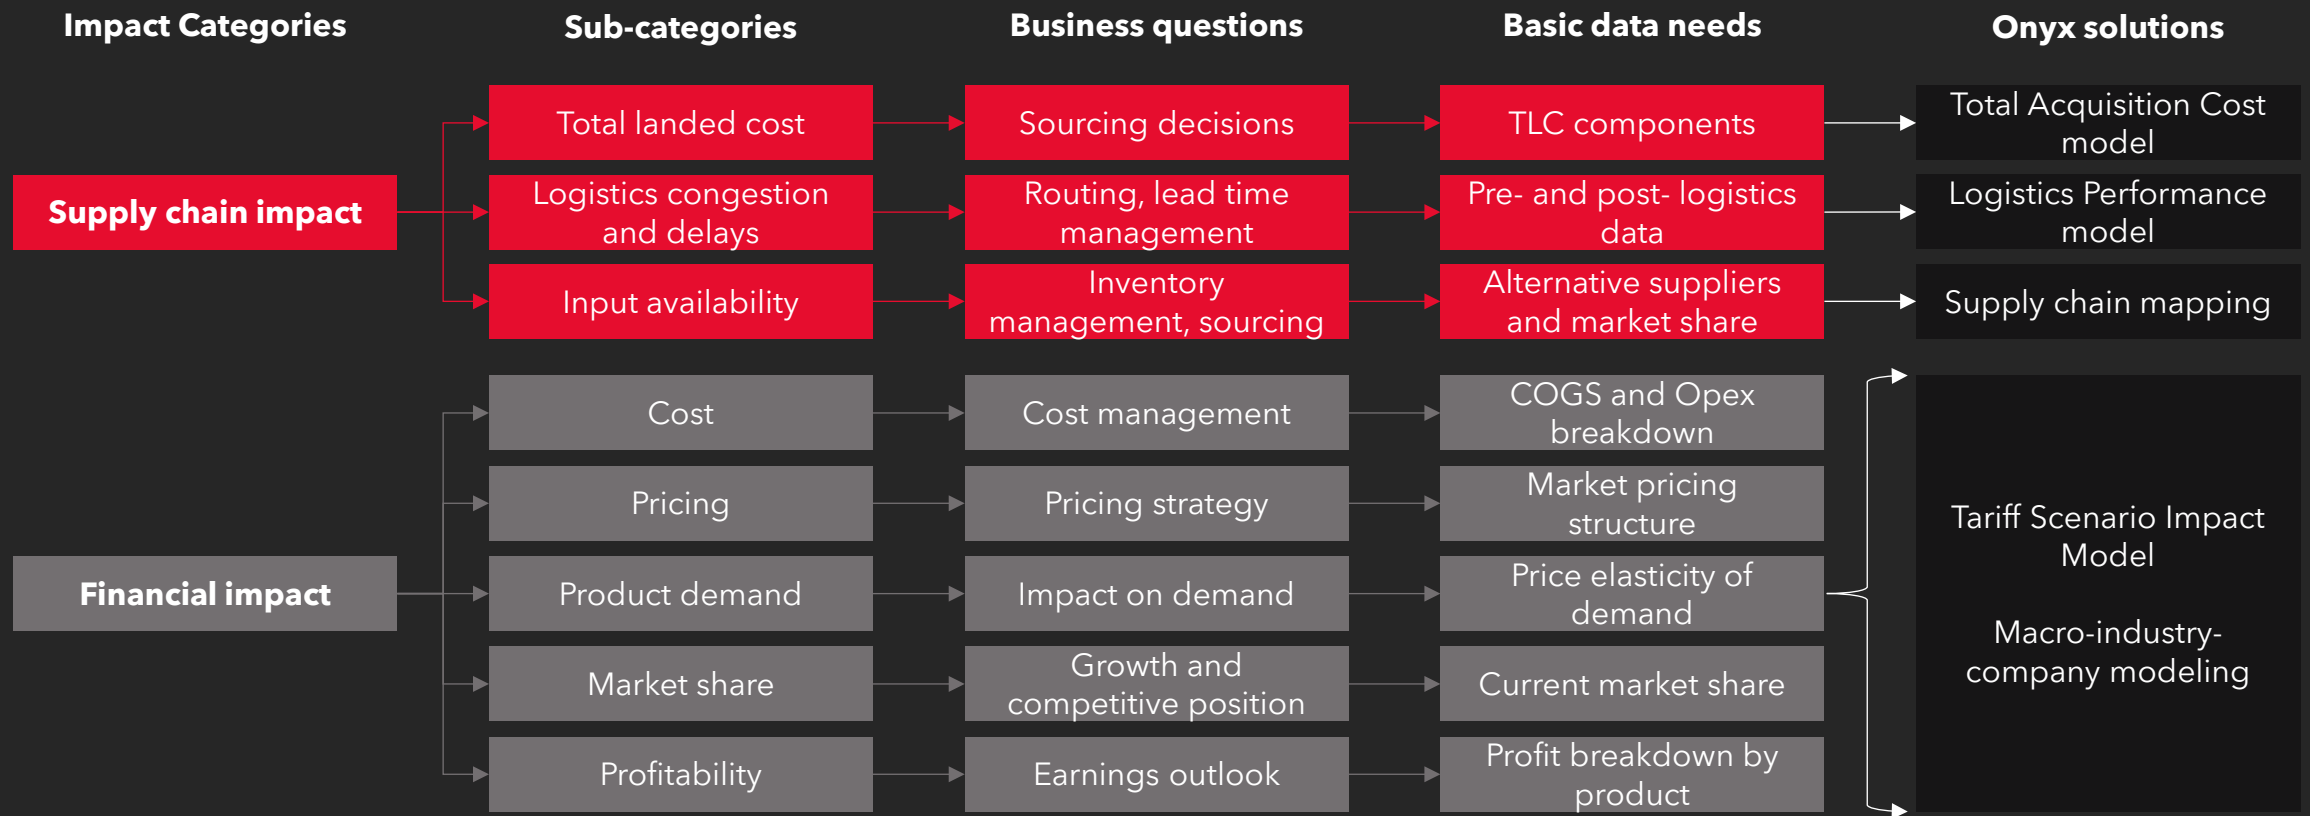 Impact Categories
Sub-categories
Business questions
Basic data needs
Onyx solutions
Supply chain impact
Total landed cost
Sourcing decisions
TLC components
Total Acquisition Cost
model
Logistics congestion
and delays
Routing, lead time
management
Pre- and post- logistics
data
Logistics Performance
model
Input availability
Inventory
management, sourcing
Alternative suppliers
and market share
Supply chain mapping
Financial impact
Cost
Cost management
COGS and Opex
breakdown
Pricing
Pricing strategy
Market pricing
structure
Product demand
Impact on demand
Price elasticity of
demand
Market share
Growth and
competitive position
Current market share
Profitability
Earnings outlook
Profit breakdown by
product
Tariff Scenario Impact
Model
Macro-industry-
company modeling